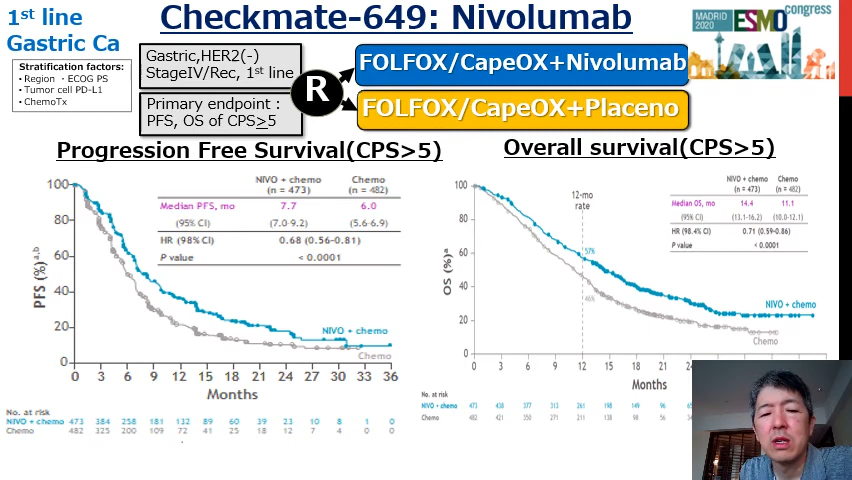 1st line
Gastric Ca
Checkmate-649: Nivolumab
MADRID
2020
ESMO
congress
Stratification factors:
• Region ・ECOG PS
• Tumor cell PD-L1
• ChemoTx
Gastric,HER2(-)
StageIV/Rec, 1st line
Primary endpoint :
PFS, OS of CPS>5
R
FOLFOX/CapeOX+Nivolumab
FOLFOX/CapeOX+Placeno
Progression Free Survival(CPS>5)
NIVO + chemo
(n = 473)
Chemo
(n = 482)
Median PFS, mo 7.7 6.0
(95% CI) (7.0-9.2) (5.6-6.9)
HR (98% CI) 0.68 (0.56-0.81)
P value < 0.0001
PFS (%)a,b
100
80
60
40
20
0
NIVO + chemo
Chemo
0 3 6 9 12 15 18 21 24 27 30 33 36
Months
No. at risk
NIVO + chemo 473 384 258 181 132 89 60 39 23 10 8 1 0
Chemo 482 325 200 109 72 41 25 18 12 7 4 0 0
Overall survival(CPS>5)
NIVO + chemo
(n = 473)
Chemo
(n = 482)
Median OS, mo 14.4 11.1
(95% CI) (13.1-16.2) (10.0-12.1)
HR (98.4% CI) 0.71 (0.59-0.86)
P value < 0.0001
12-mo
rate
57%
46%
OS (%)a
100
80
60
40
20
0
NIVO + chemo
Chemo
0 3 6 9 12 15 18 21
Months
No. at risk
NIVO + chemo 473 438 377 313 261 198 149 96
Chemo 482 421 350 271 211 138 98 56